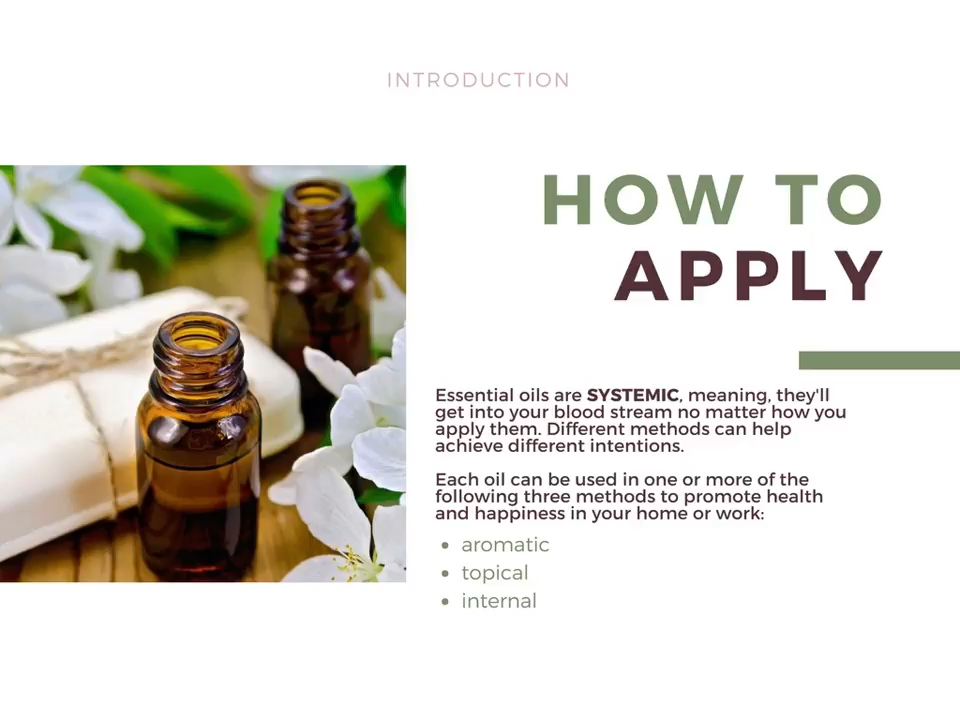 INTRODUCTION
HOW TO
APPLY
Essential oils are SYSTEMIC, meaning, they'll
get into your blood stream no matter how you
apply them. Different methods can help
achieve different intentions.
Each oil can be used in one or more of the
following three methods to promote health
and happiness in your home or work:
• aromatic
• topical
• internal